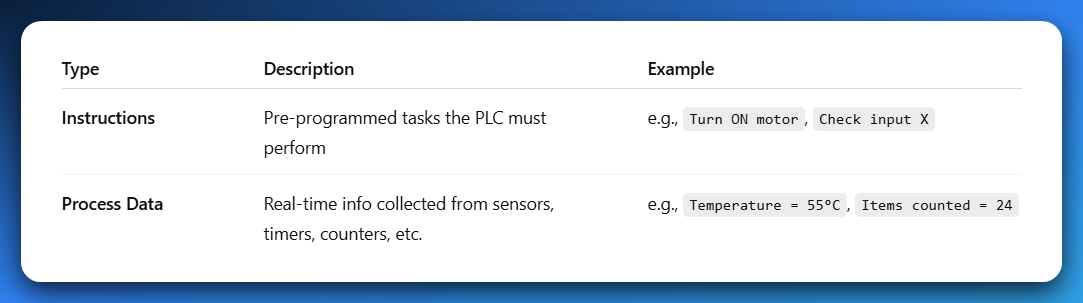 Type Description Example
Instructions Pre-programmed tasks the PLC must e.g., Turn ON motor, Check input X
perform
Process Data Real-time info collected from sensors, e.g., Temperature = 55°C, Items counted = 24
timers, counters, etc.